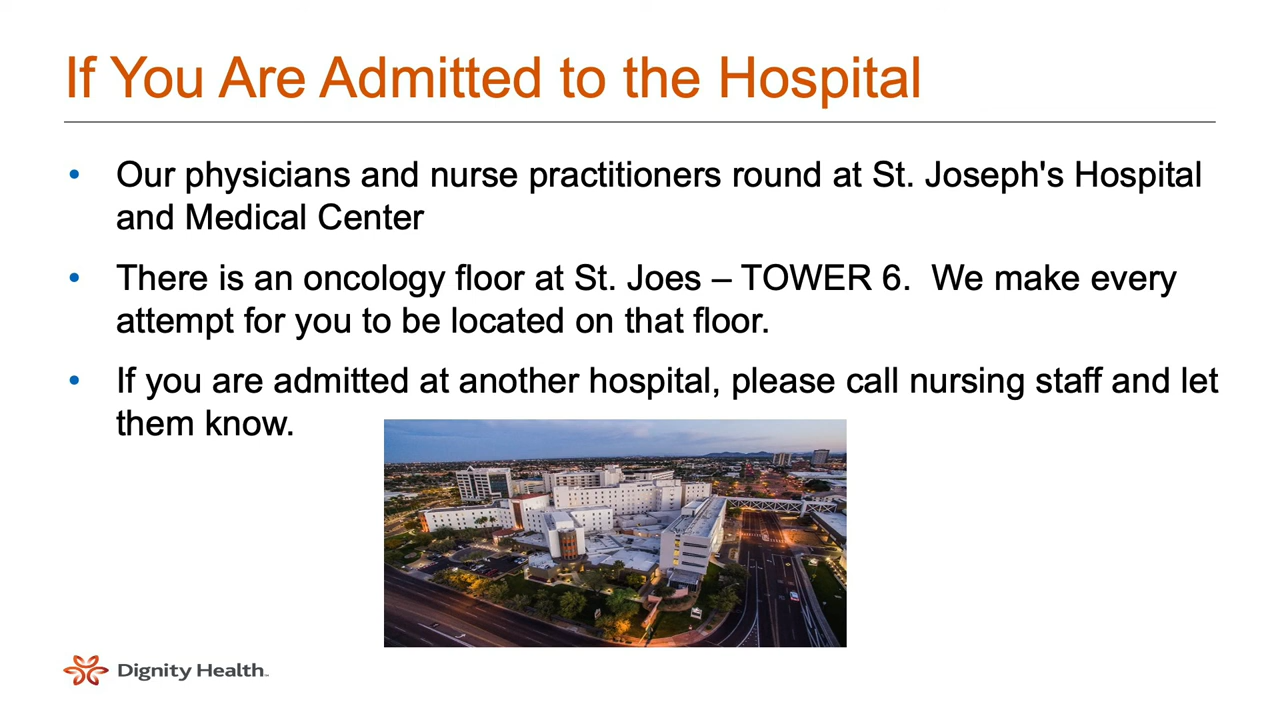 If You Are Admitted to the Hospital
• Our physicians and nurse practitioners round at St. Joseph's Hospital
and Medical Center
• There is an oncology floor at St. Joes – TOWER 6.  We make every
attempt for you to be located on that floor.
• If you are admitted at another hospital, please call nursing staff and let
them know.
Dignity Health™